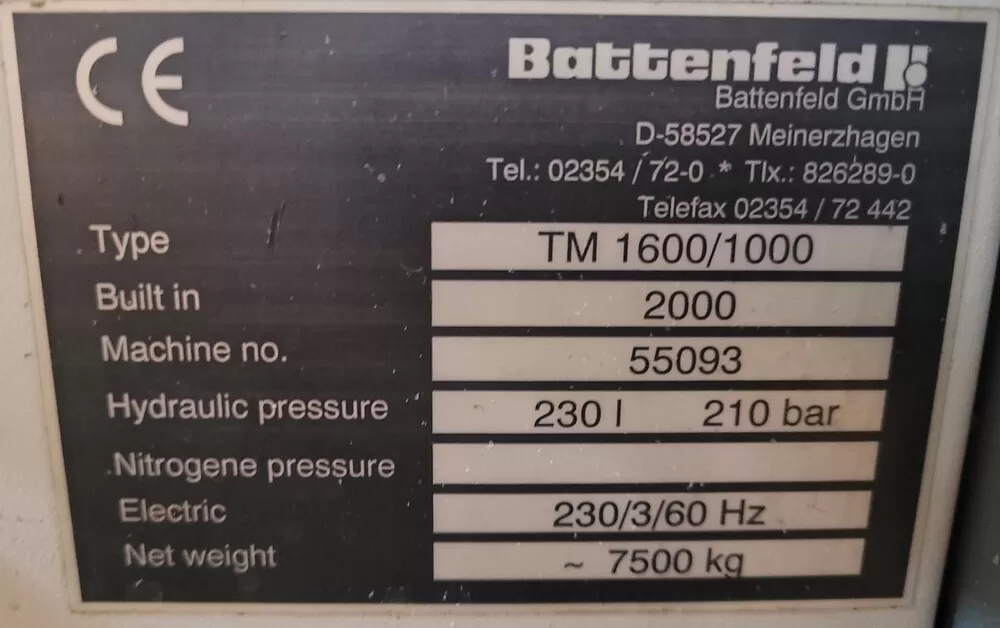 CE
Battenfeld
Battenfeld GmbH
D-58527 Meinerzhagen
Tel.: 02354 / 72-0 * Tlx.: 826289-0
Telefax 02354 / 72 442
Type TM 1600/1000
Built in 2000
Machine no. 55093
Hydraulic pressure 230 l 210 bar
Nitrogene pressure
Electric 230/3/60 Hz
Net weight ~ 7500 kg